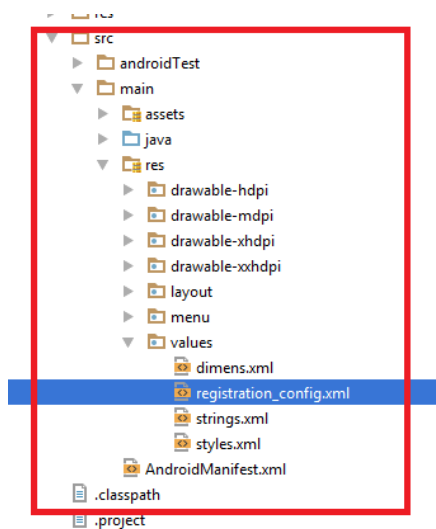 res
src
androidTest
main
assets
java
res
drawable-hdpi
drawable-mdpi
drawable-xhdpi
drawable-xxhdpi
layout
menu
values
dimens.xml
registration_config.xml
strings.xml
styles.xml
AndroidManifest.xml
.classpath
.project